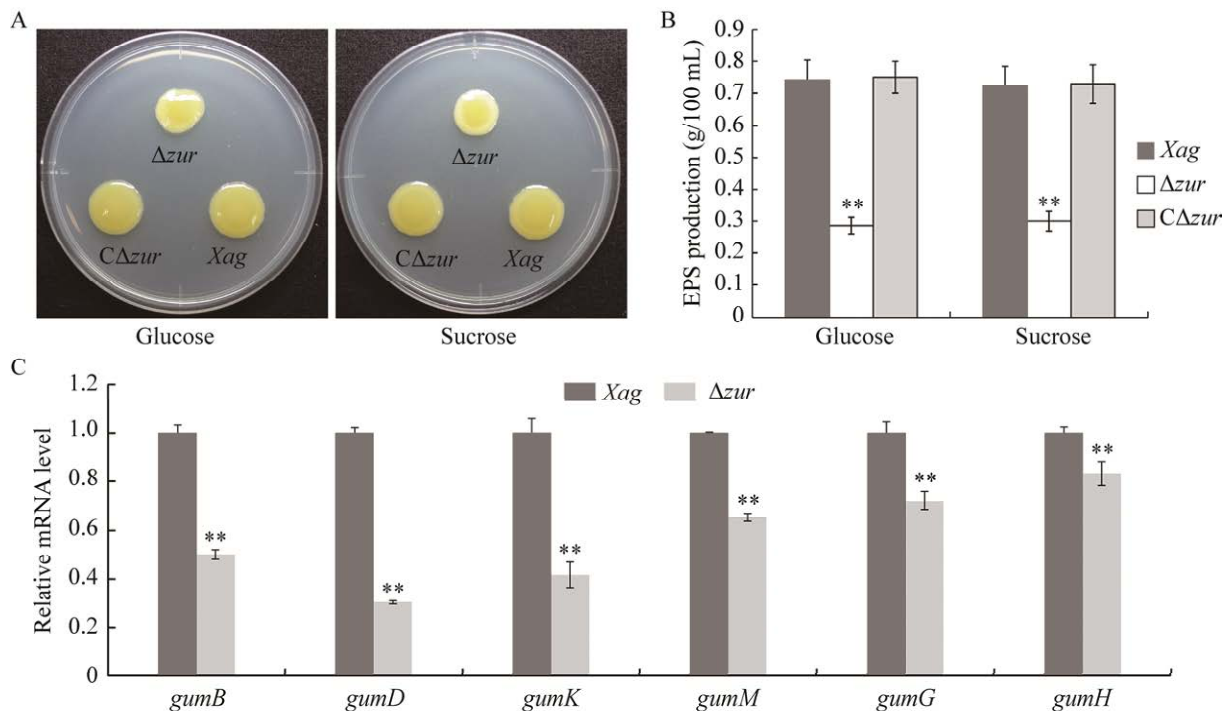 A
Δzur
CΔzur Xag
Glucose
Δzur
CΔzur Xag
Sucrose
B
EPS production (g/100 mL)
0.9
0.8
0.7
0.6
0.5
0.4
0.3
0.2
0.1
0
**
**
Glucose Sucrose
Xag
Δzur
CΔzur
C
Relative mRNA level
1.2
1.0
0.8
0.6
0.4
0.2
0
Xag Δzur
**
**
**
**
**
**
gumB gumD gumK gumM gumG gumH